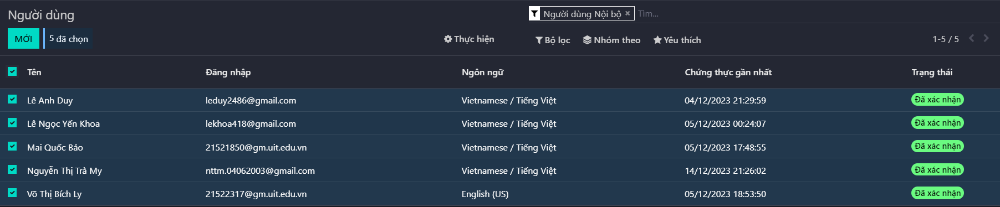 Người dùng
Người dùng Nội bộ × Tìm...
MỚI 5 đã chọn Thực hiện Bộ lọc Nhóm theo Yêu thích 1-5 / 5
Tên Đăng nhập Ngôn ngữ Chứng thực gần nhất Trạng thái
Lê Anh Duy leduy2486@gmail.com Vietnamese / Tiếng Việt 04/12/2023 21:29:59 Đã xác nhận
Lê Ngọc Yến Khoa lekhoa418@gmail.com Vietnamese / Tiếng Việt 05/12/2023 00:24:07 Đã xác nhận
Mai Quốc Bảo 21521850@gm.uit.edu.vn Vietnamese / Tiếng Việt 05/12/2023 17:48:55 Đã xác nhận
Nguyễn Thị Trà My nttm.04062003@gmail.com Vietnamese / Tiếng Việt 14/12/2023 21:26:02 Đã xác nhận
Võ Thị Bích Ly 21522317@gm.uit.edu.vn English (US) 05/12/2023 18:53:50 Đã xác nhận